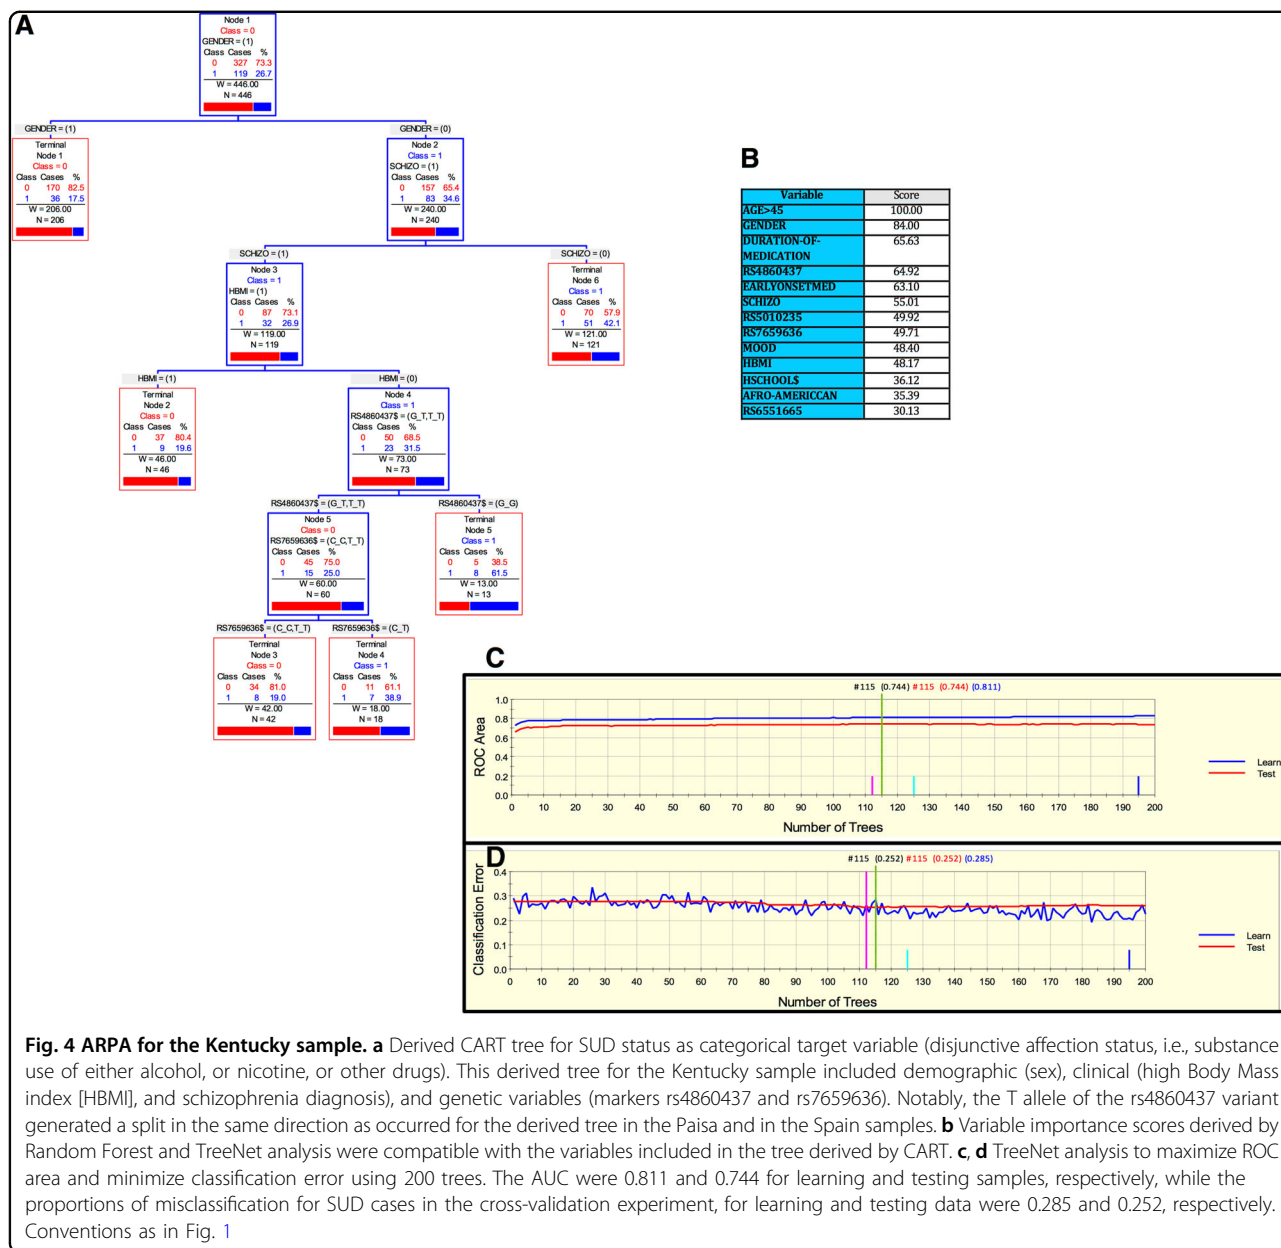 A
Node 1
Class = 0
GENDER = (1)
Class Cases %
0 327 73.3
1 119 26.7
W = 446.00
N = 446
GENDER = (1)
GENDER = (0)
Terminal
Node 1
Class = 0
Class Cases %
0 170 82.5
1 36 17.5
W = 206.00
N = 206
Node 2
Class = 1
SCHIZO = (1)
Class Cases %
0 157 65.4
1 83 34.6
W = 240.00
N = 240
SCHIZO = (1)
SCHIZO = (0)
Node 3
Class = 1
HBMI = (1)
Class Cases %
0 87 73.1
1 32 26.9
W = 119.00
N = 119
Terminal
Node 6
Class = 1
Class Cases %
0 70 57.9
1 51 42.1
W = 121.00
N = 121
HBMI = (1)
HBMI = (0)
Terminal
Node 2
Class = 0
Class Cases %
0 37 80.4
1 9 19.6
W = 46.00
N = 46
Node 4
Class = 1
RS4860437$ = (G_T,T_T)
Class Cases %
0 50 68.5
1 23 31.5
W = 73.00
N = 73
RS4860437$ = (G_T,T_T)
RS4860437$ = (G_G)
Node 5
Class = 0
RS7659636$ = (C_C,T_T)
Class Cases %
0 45 75.0
1 15 25.0
W = 60.00
N = 60
Terminal
Node 5
Class = 1
Class Cases %
0 5 38.5
1 8 61.5
W = 13.00
N = 13
RS7659636$ = (C_C,T_T)
RS7659636$ = (C_T)
Terminal
Node 3
Class = 0
Class Cases %
0 34 81.0
1 8 19.0
W = 42.00
N = 42
Terminal
Node 4
Class = 1
Class Cases %
0 11 61.1
1 7 38.9
W = 18.00
N = 18
B
Variable Score
AGE>45 100.00
GENDER 84.00
DURATION-OF- 65.63
MEDICATION
RS4860437 64.92
EARLYONSETMED 63.10
SCHIZO 55.01
RS5010235 49.92
RS7659636 49.71
MOOD 48.40
HBMI 48.17
HSCHOOL$ 36.12
AFRO-AMERICCAN 35.39
RS6551665 30.13
C
#115 (0.744) #115 (0.744) (0.811)
ROC Area
1.0
0.8
0.6
0.4
0.2
0.0
0 10 20 30 40 50 60 70 80 90 100 110 120 130 140 150 160 170 180 190 200
Number of Trees
Learn
Test
D
#115 (0.252) #115 (0.252) (0.285)
Classification Error
0.4
0.3
0.2
0.1
0.0
0 10 20 30 40 50 60 70 80 90 100 110 120 130 140 150 160 170 180 190 200
Number of Trees
Learn
Test
Fig. 4 ARPA for the Kentucky sample. a Derived CART tree for SUD status as categorical target variable (disjunctive affection status, i.e., substance
use of either alcohol, or nicotine, or other drugs). This derived tree for the Kentucky sample included demographic (sex), clinical (high Body Mass
index [HBMI], and schizophrenia diagnosis), and genetic variables (markers rs4860437 and rs7659636). Notably, the T allele of the rs4860437 variant
generated a split in the same direction as occurred for the derived tree in the Paisa and in the Spain samples. b Variable importance scores derived by
Random Forest and TreeNet analysis were compatible with the variables included in the tree derived by CART. c, d TreeNet analysis to maximize ROC
area and minimize classification error using 200 trees. The AUC were 0.811 and 0.744 for learning and testing samples, respectively, while the
proportions of misclassification for SUD cases in the cross-validation experiment, for learning and testing data were 0.285 and 0.252, respectively.
Conventions as in Fig. 1